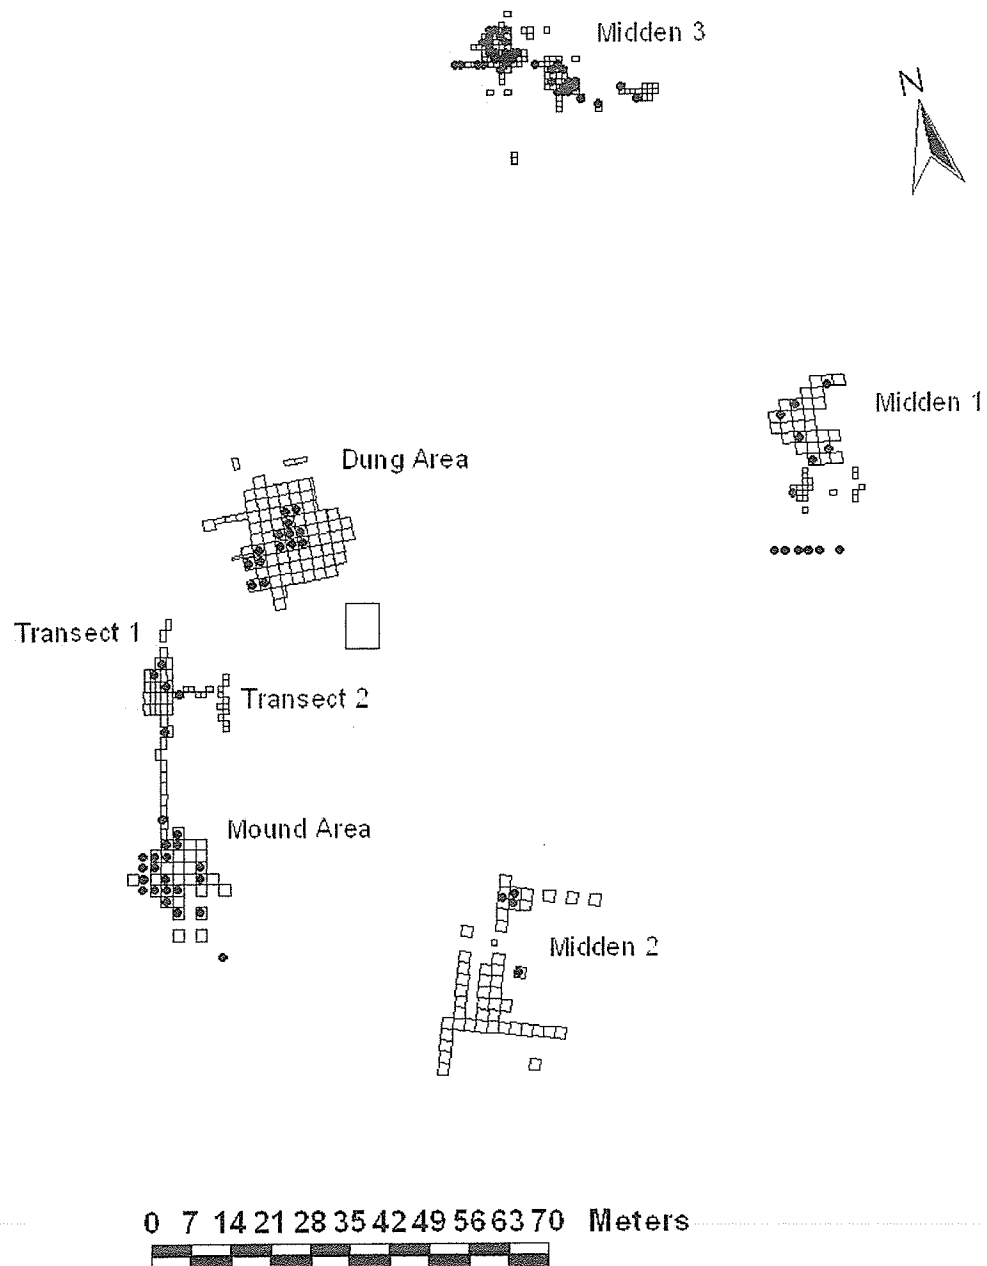 Midden 3
N
Midden 1
Dung Area
Transect 1
Transect 2
Mound Area
Midden 2
0 7 14 21 28 35 42 49 56 63 70 Meters